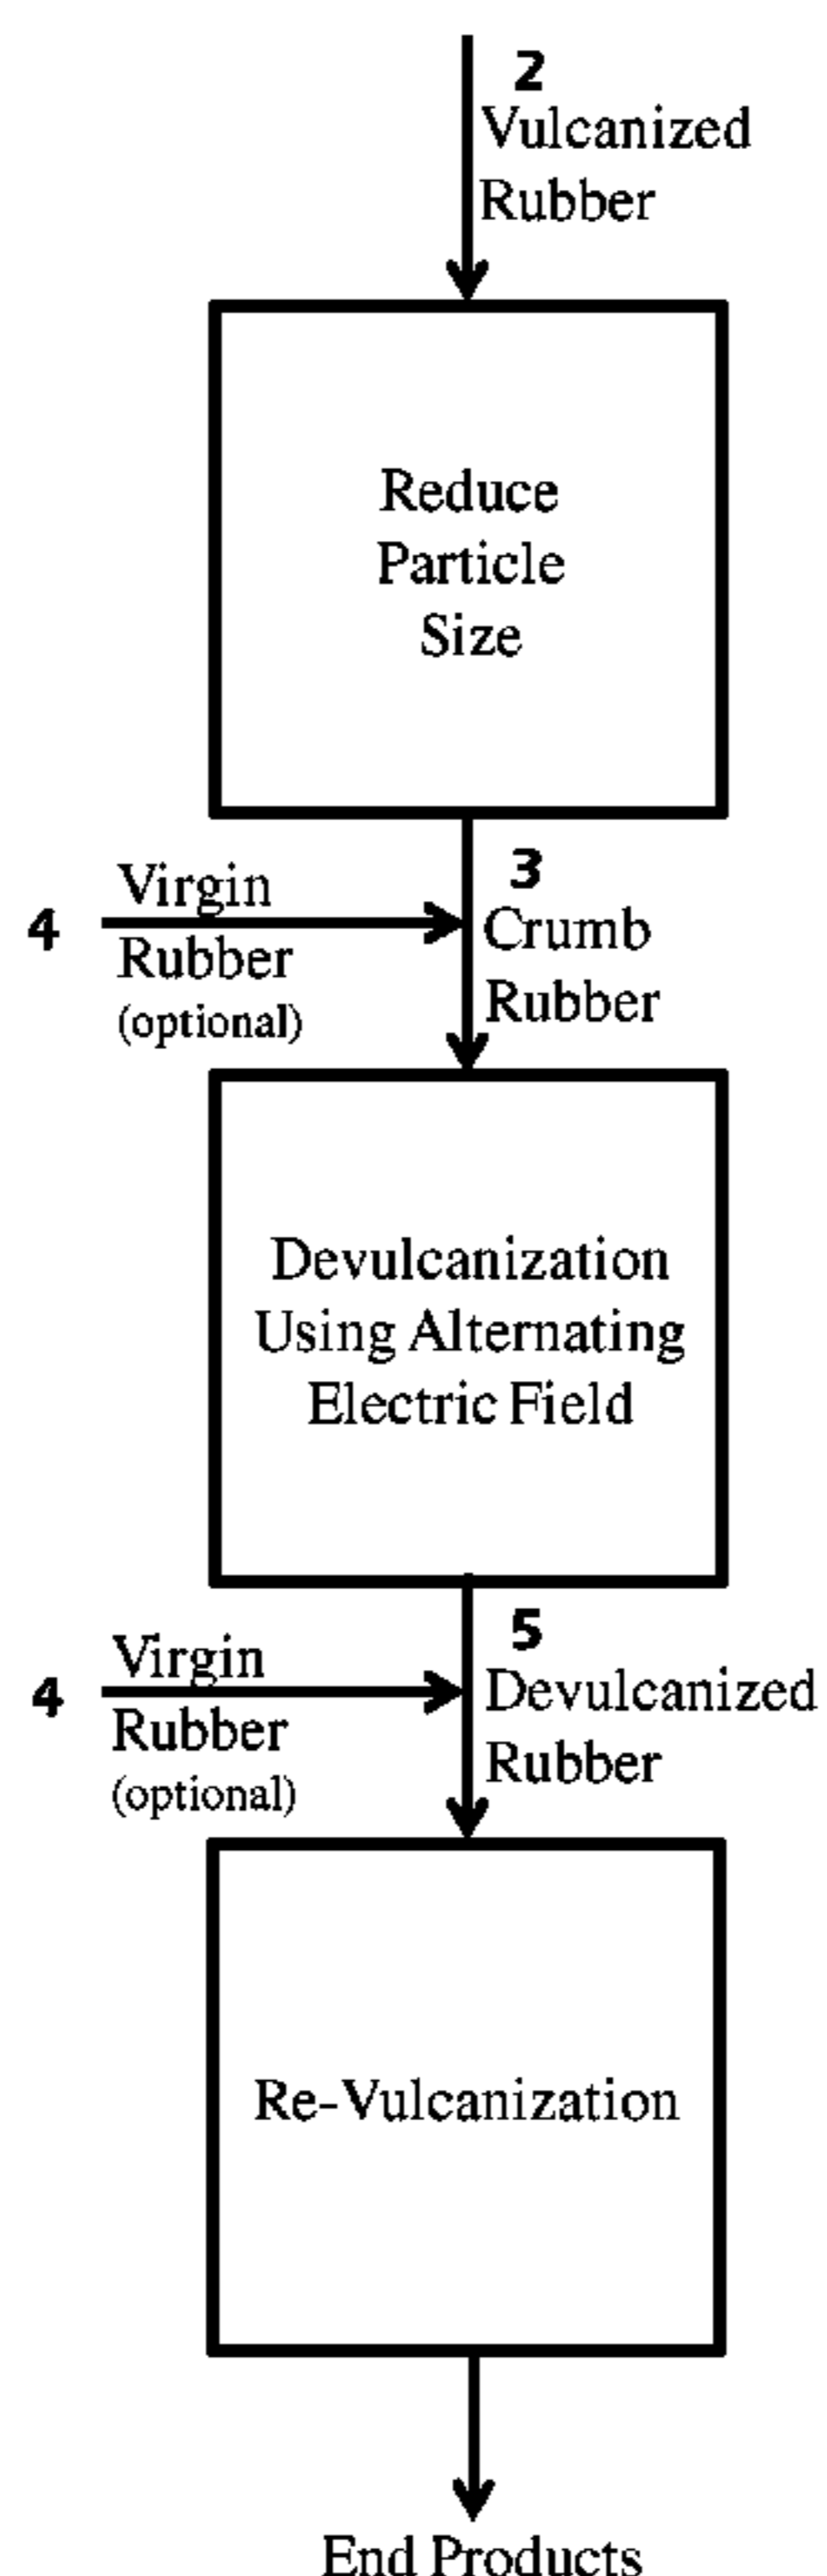 2
Vulcanized
Rubber
Reduce
Particle
Size
3
Virgin
4
Rubber
(optional)
Crumb
Rubber
Devulcanization
Using Alternating
Electric Field
5
Virgin
4
Rubber
(optional)
Devulcanized
Rubber
Re-Vulcanization
End Products